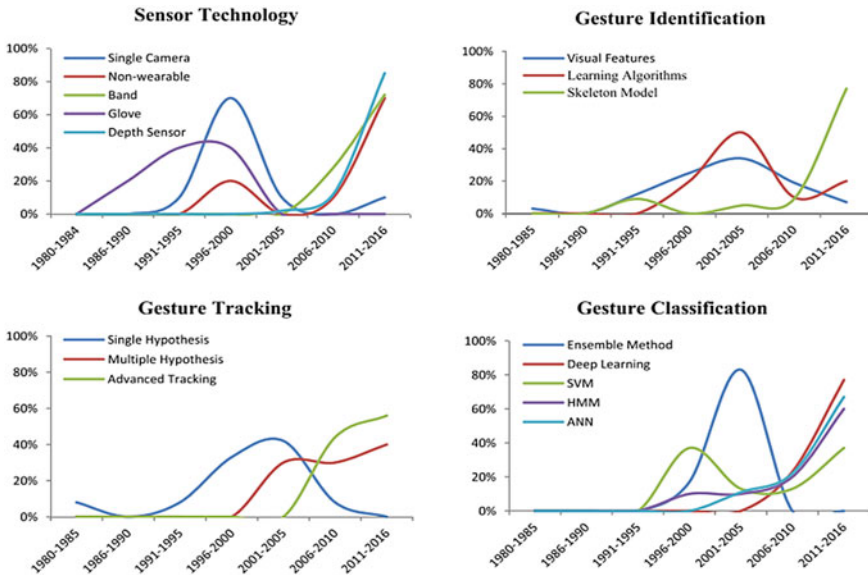 Sensor Technology
100%
80%
60%
40%
20%
0%
Single Camera
Non-wearable
Band
Glove
Depth Sensor
1980-1984
1986-1990
1991-1995
1996-2000
2001-2005
2006-2010
2011-2016
Gesture Identification
100%
80%
60%
40%
20%
0%
Visual Features
Learning Algorithms
Skeleton Model
1980-1985
1986-1990
1991-1995
1996-2000
2001-2005
2006-2010
2011-2016
Gesture Tracking
100%
80%
60%
40%
20%
0%
Single Hypothesis
Multiple Hypothesis
Advanced Tracking
1980-1985
1986-1990
1991-1995
1996-2000
2001-2005
2006-2010
2011-2016
Gesture Classification
100%
80%
60%
40%
20%
0%
Ensemble Method
Deep Learning
SVM
HMM
ANN
1980-1985
1986-1990
1991-1995
1996-2000
2001-2005
2006-2010
2011-2016